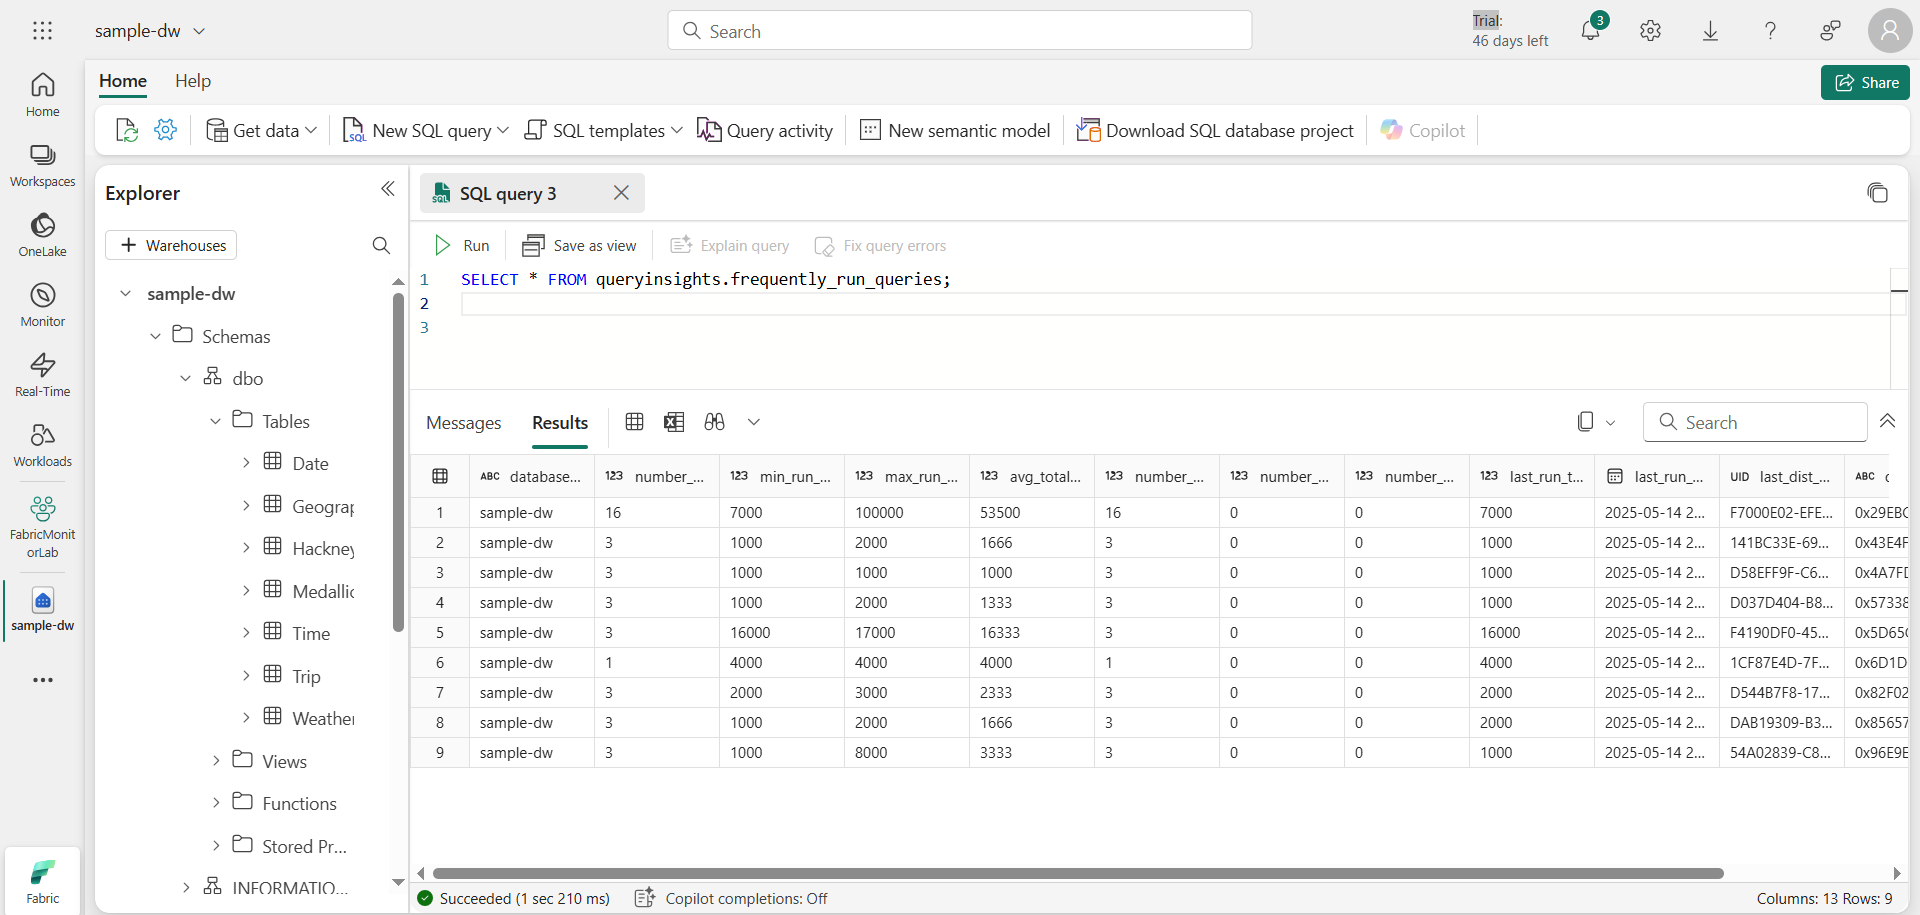 sample-dw
Search
Trial:
46 days left
3
Home
Workspaces
OneLake
Monitor
Real-Time
Workloads
FabricMonit
orLab
sample-dw
Fabric
Home Help
Share
Get data New SQL query SQL templates Query activity New semantic model Download SQL database project Copilot
Explorer
Warehouses
sample-dw
Schemas
dbo
Tables
Date
Geograp
Hackney
Medallic
Time
Trip
Weather
Views
Functions
Stored Pr...
INFORMATIO...
SQL query 3
Run Save as view Explain query Fix query errors
1 SELECT * FROM queryinsights.frequently_run_queries;
2
3
Messages Results Search
ABC database... 123 number_... 123 min_run_... 123 max_run_... 123 avg_total... 123 number_... 123 number_... 123 number_... 123 last_run_t... last_run_... UID last_dist_... ABC
1 sample-dw 16 7000 100000 53500 16 0 0 7000 2025-05-14 2... F7000E02-EFE... 0x29EBC
2 sample-dw 3 1000 2000 1666 3 0 0 1000 2025-05-14 2... 141BC33E-69... 0x43E4F
3 sample-dw 3 1000 1000 1000 3 0 0 1000 2025-05-14 2... D58EFF9F-C6... 0x4A7FD
4 sample-dw 3 1000 2000 1333 3 0 0 1000 2025-05-14 2... D037D404-B8... 0x57338
5 sample-dw 3 16000 17000 16333 3 0 0 16000 2025-05-14 2... F4190DF0-45... 0x5D65C
6 sample-dw 1 4000 4000 4000 1 0 0 4000 2025-05-14 2... 1CF87E4D-7F... 0x6D1D
7 sample-dw 3 2000 3000 2333 3 0 0 2000 2025-05-14 2... D544B7F8-17... 0x82F02
8 sample-dw 3 1000 2000 1666 3 0 0 2000 2025-05-14 2... DAB19309-B3... 0x85657
9 sample-dw 3 1000 8000 3333 3 0 0 1000 2025-05-14 2... 54A02839-C8... 0x96E9E
Succeeded (1 sec 210 ms) Copilot completions: Off Columns: 13 Rows: 9